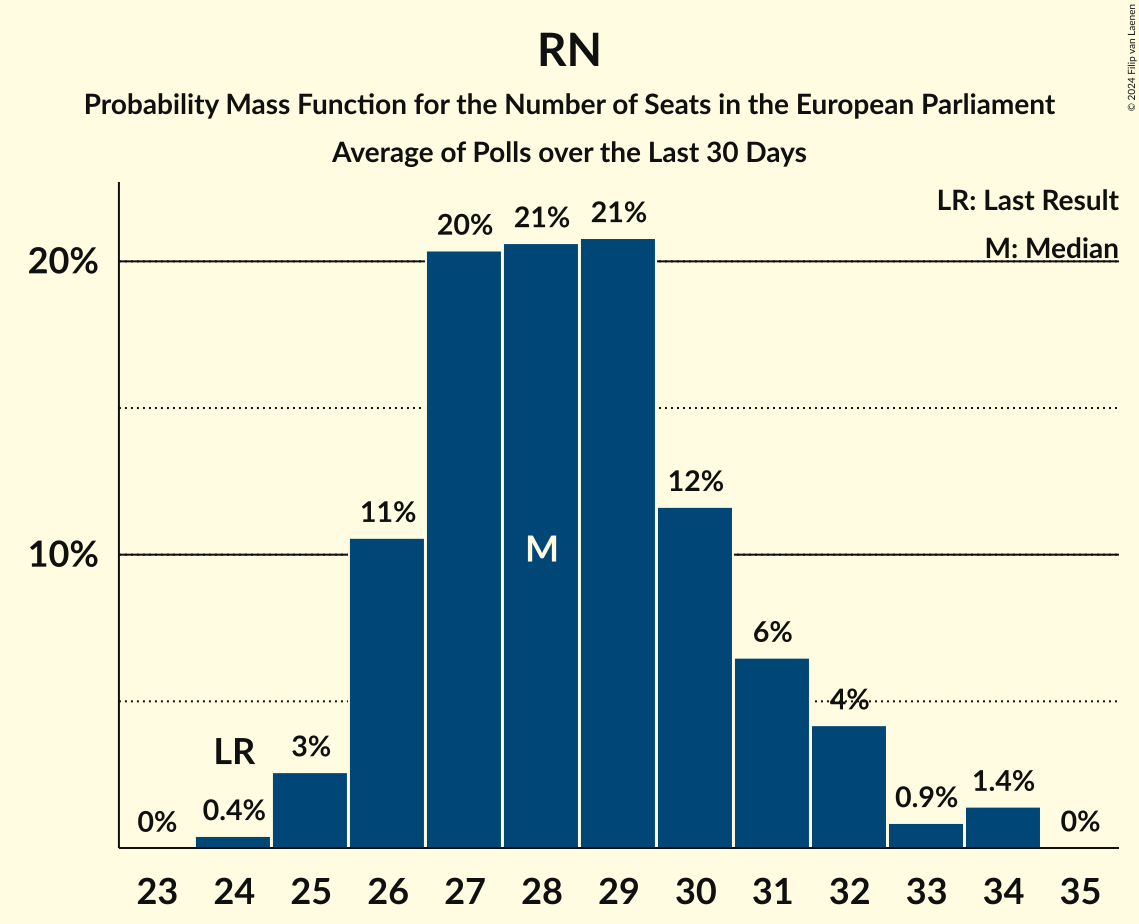 RN
Probability Mass Function for the Number of Seats in the European Parliament
Average of Polls over the Last 30 Days
© 2024 Filip van Laenen
LR: Last Result
M: Median
20%
10%
0%
LR
0.4%
3%
11%
20%
21%
M
21%
12%
6%
4%
0.9%
1.4%
0%
23 24 25 26 27 28 29 30 31 32 33 34 35